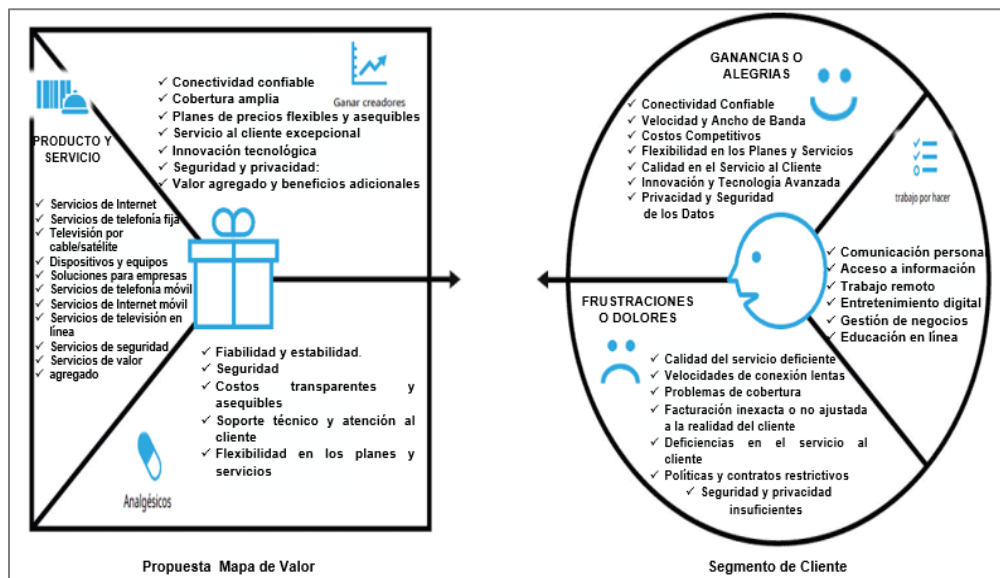 ✓ Conectividad confiable
✓ Cobertura amplia
✓ Planes de precios flexibles y asequibles
✓ Servicio al cliente excepcional
✓ Innovación tecnológica
✓ Seguridad y privacidad:
✓ Valor agregado y beneficios adicionales
Ganar creadores
PRODUCTO Y
SERVICIO
✓ Servicios de Internet
✓ Servicios de telefonía fija
✓ Televisión por
cable/satélite
✓ Dispositivos y equipos
✓ Soluciones para empresas
✓ Servicios de telefonía móvil
✓ Servicios de Internet móvil
✓ Servicios de televisión en
línea
✓ Servicios de seguridad
✓ Servicios de valor
✓ agregado
✓ Fiabilidad y estabilidad.
✓ Seguridad
✓ Costos transparentes y
asequibles
✓ Soporte técnico y atención al
cliente
✓ Flexibilidad en los planes y
servicios
Analgésicos
Propuesta Mapa de Valor
GANANCIAS O
ALEGRIAS
✓ Conectividad Confiable
✓ Velocidad y Ancho de Banda
✓ Costos Competitivos
✓ Flexibilidad en los Planes y Servicios
✓ Calidad en el Servicio al Cliente
✓ Innovación y Tecnología Avanzada
✓ Privacidad y Seguridad
de los Datos
trabajo por hacer
✓ Comunicación persona
✓ Acceso a información
✓ Trabajo remoto
✓ Entretenimiento digital
✓ Gestión de negocios
✓ Educación en línea
FRUSTRACIONES
O DOLORES
✓ Calidad del servicio deficiente
✓ Velocidades de conexión lentas
✓ Problemas de cobertura
✓ Facturación inexacta o no ajustada
a la realidad del cliente
✓ Deficiencias en el servicio al
cliente
✓ Políticas y contratos restrictivos
✓ Seguridad y privacidad
insuficientes
Segmento de Cliente